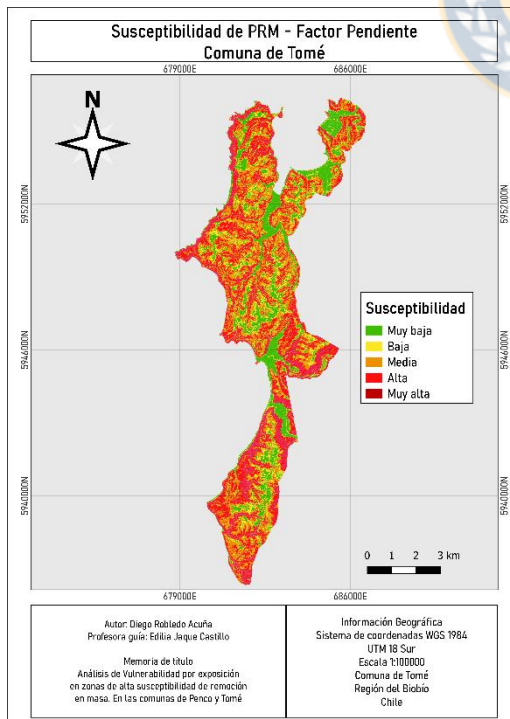 Susceptibilidad de PRM - Factor Pendiente
Comuna de Tomé
679000E
686000E
N
5952000N
5952000N
Susceptibilidad
Muy baja
Baja
Media
Alta
Muy alta
5946000N
5946000N
5940000N
5940000N
0 1 2 3 km
679000E
686000E
Autor: Diego Robledo Acuña
Profesora guía: Edilia Jaque Castillo
Memoria de título
Análisis de Vulnerabilidad por exposición
en zonas de alta susceptibilidad de remoción
en masa. En las comunas de Penco y Tomé
Información Geográfica
Sistema de coordenadas WGS 1984
UTM 18 Sur
Escala 1:100000
Comuna de Tomé
Región del Biobío
Chile